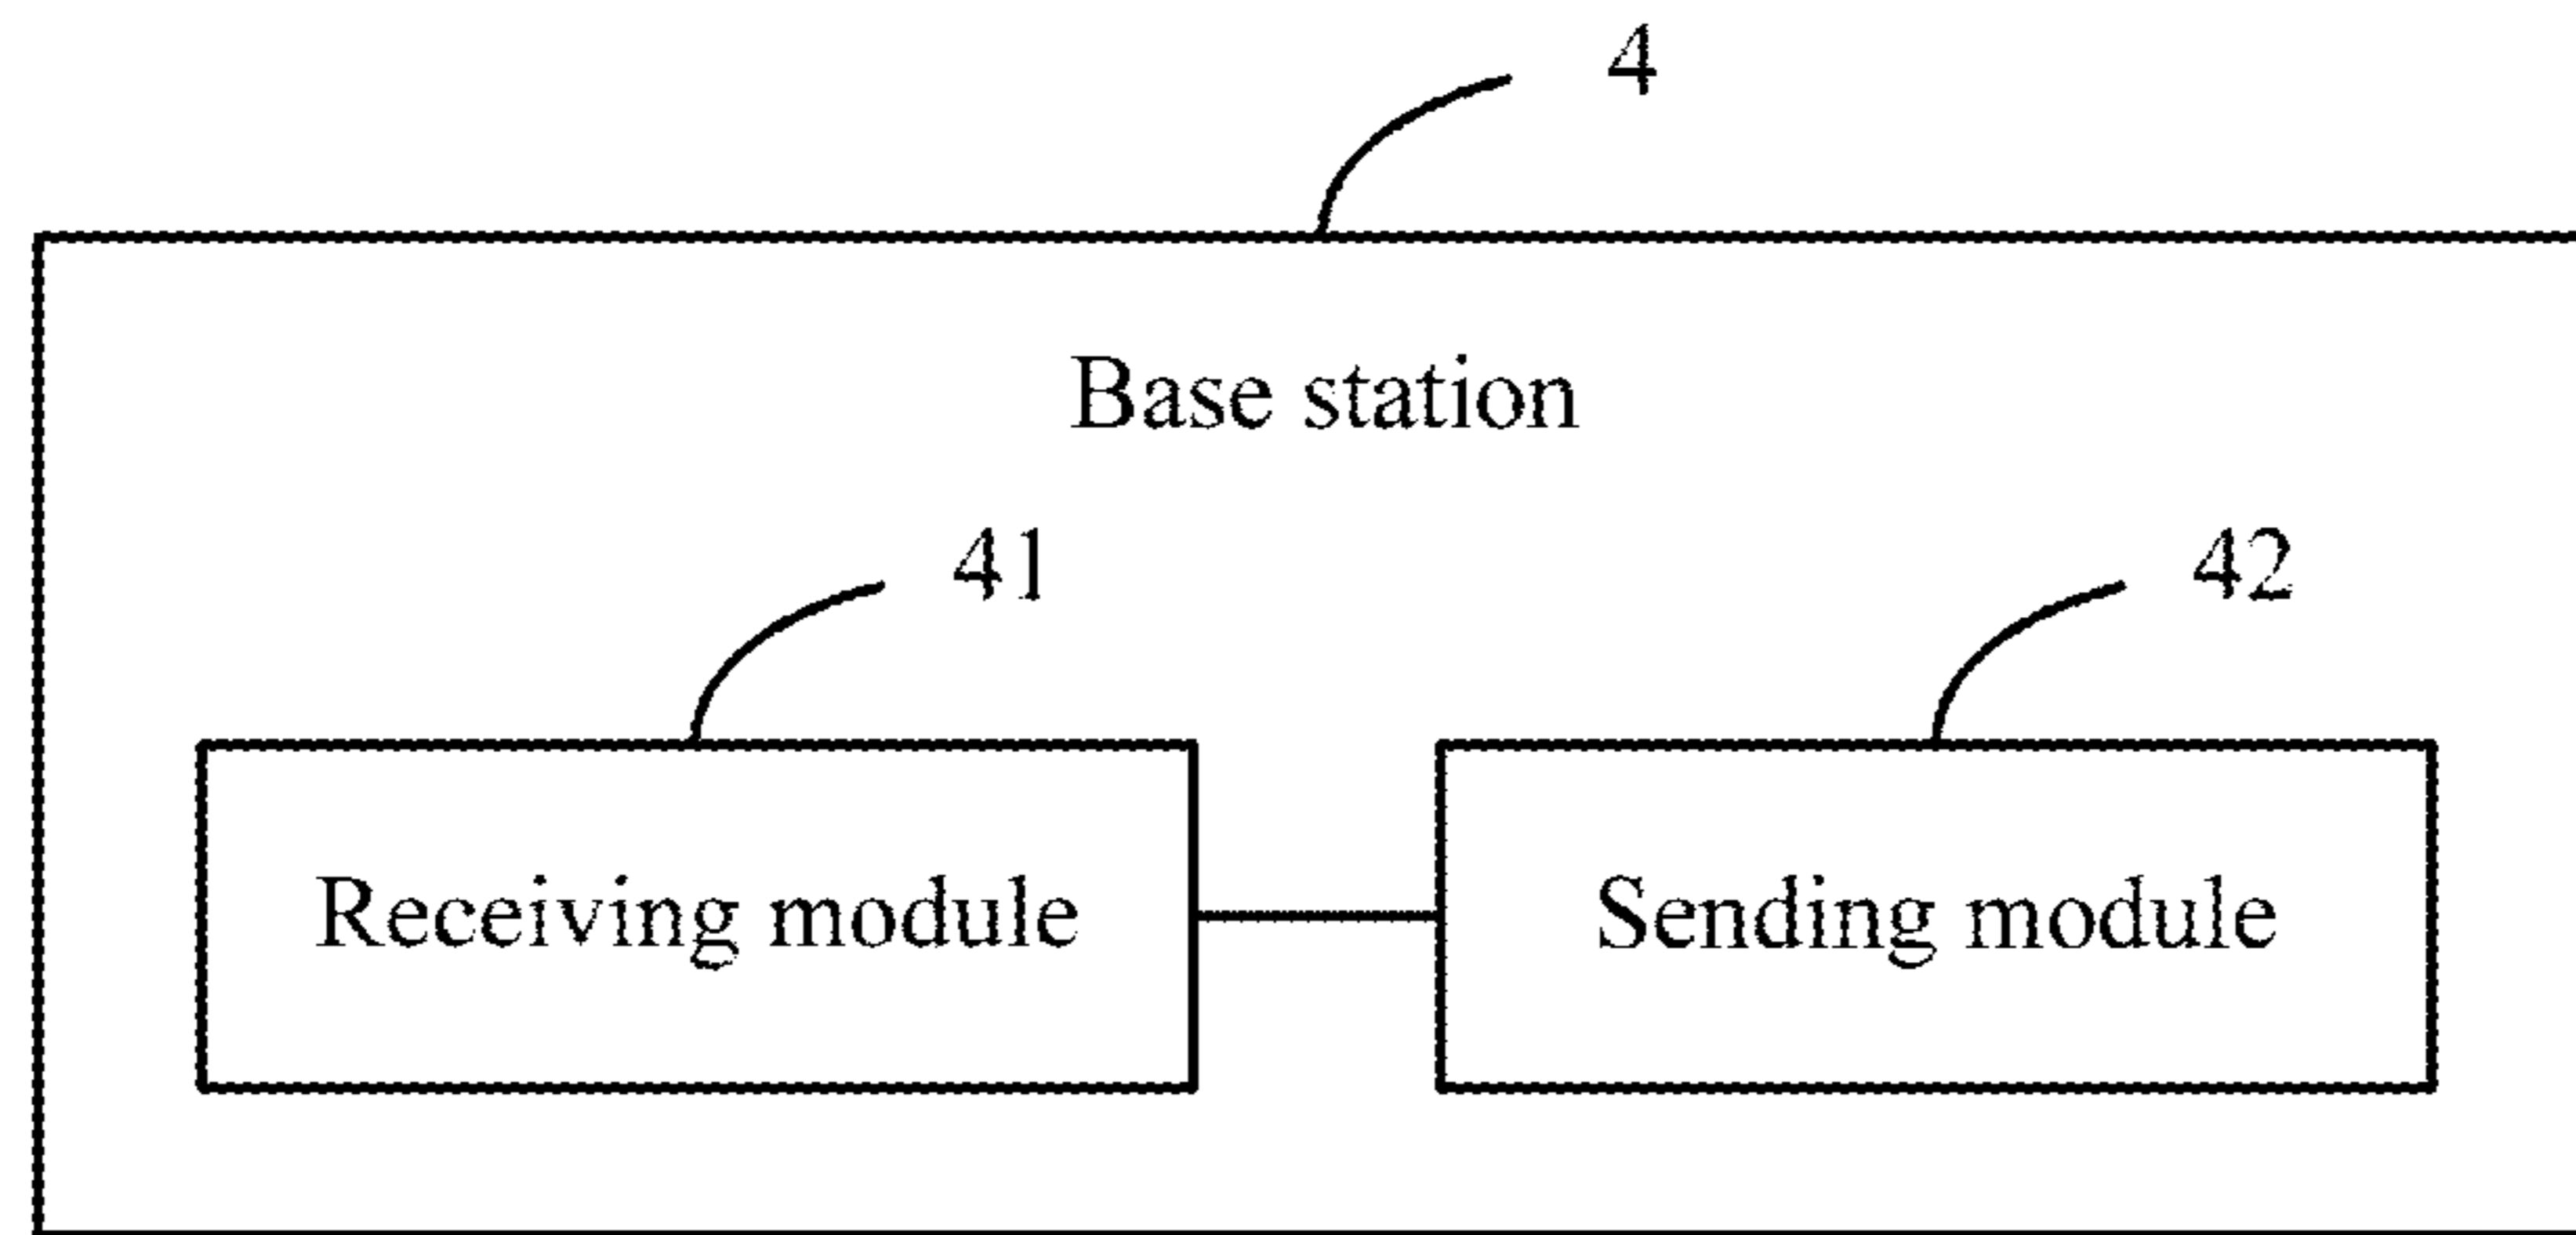 4
Base station
41
42
Receiving module
Sending module